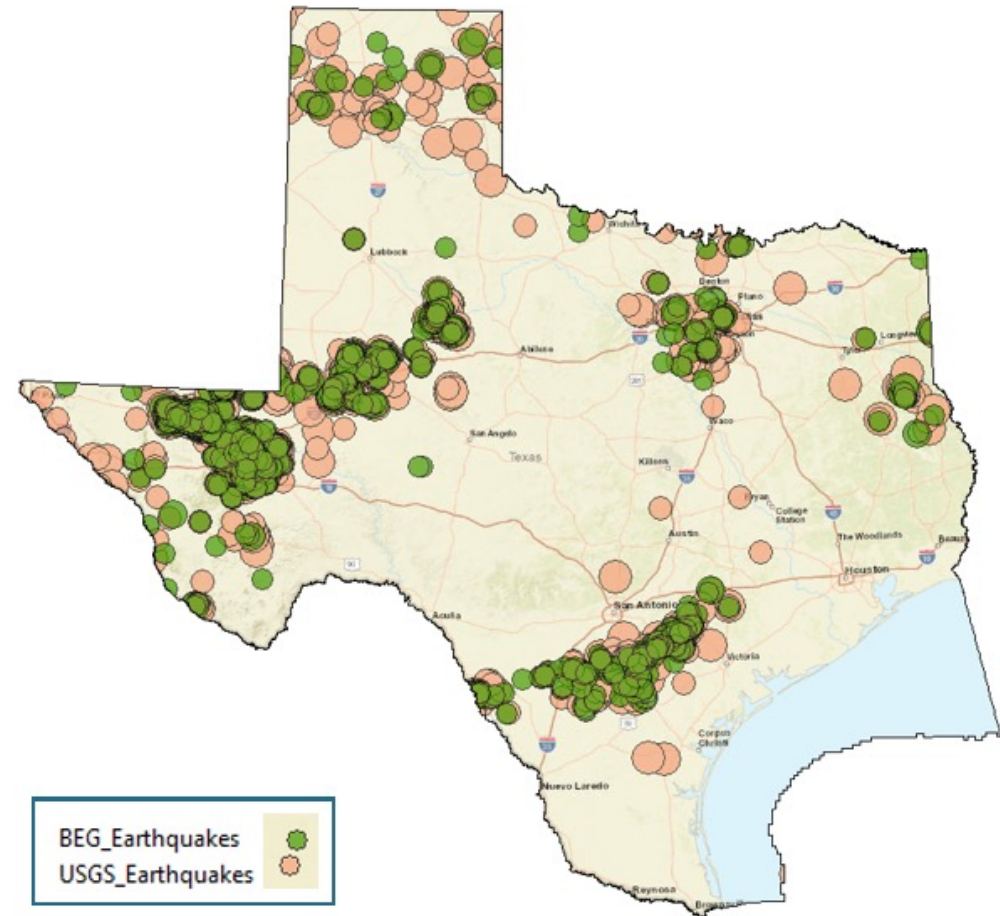 Lubbock
Wichita
Denton
Plano
Abilene
Tyler
Longview
San Angelo
Texas
Waco
Killeen
Bryan
College
Station
Austin
The Woodlands
Beau
Houston
San Antonio
Acuña
Victoria
Corpus
Christi
Nuevo Laredo
Reynosa
BEG_Earthquakes
USGS_Earthquakes